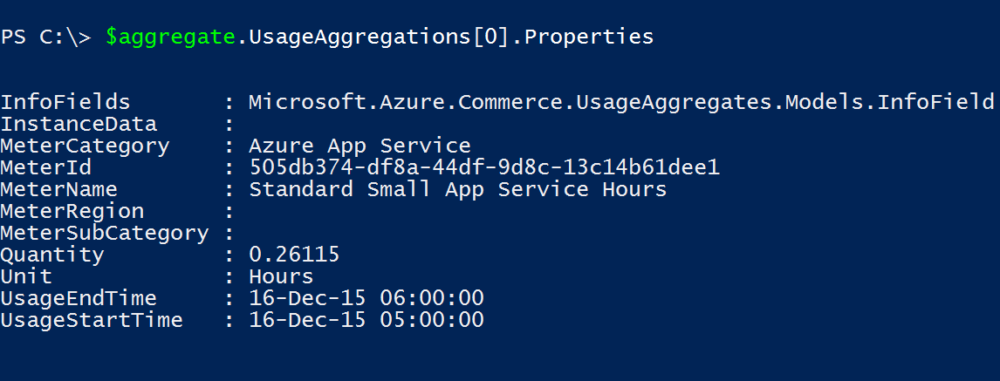 PS C:\> $aggregate.UsageAggregations[0].Properties
InfoFields       : Microsoft.Azure.Commerce.UsageAggregates.Models.InfoField
InstanceData     :
MeterCategory    : Azure App Service
MeterId          : 505db374-df8a-44df-9d8c-13c14b61dee1
MeterName        : Standard Small App Service Hours
MeterRegion      :
MeterSubCategory :
Quantity         : 0.26115
Unit             : Hours
UsageEndTime     : 16-Dec-15 06:00:00
UsageStartTime   : 16-Dec-15 05:00:00